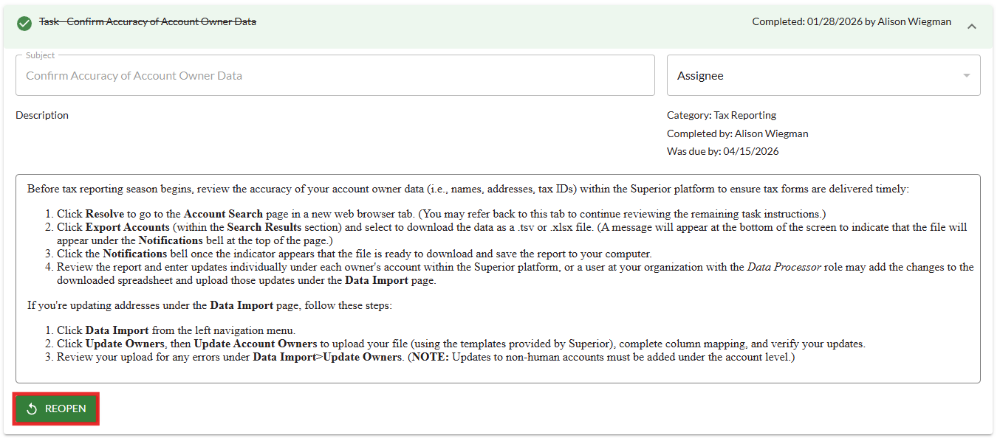 Task - Confirm Accuracy of Account Owner Data
Completed: 01/28/2026 by Alison Wiegman
Subject
Confirm Accuracy of Account Owner Data
Assignee
Description
Category: Tax Reporting
Completed by: Alison Wiegman
Was due by: 04/15/2026
Before tax reporting season begins, review the accuracy of your account owner data (i.e., names, addresses, tax IDs) within the Superior platform to ensure tax forms are delivered timely:
1. Click Resolve to go to the Account Search page in a new web browser tab. (You may refer back to this tab to continue reviewing the remaining task instructions.)
2. Click Export Accounts (within the Search Results section) and select to download the data as a .tsv or .xlsx file. (A message will appear at the bottom of the screen to indicate that the file will
appear under the Notifications bell at the top of the page.)
3. Click the Notifications bell once the indicator appears that the file is ready to download and save the report to your computer.
4. Review the report and enter updates individually under each owner's account within the Superior platform, or a user at your organization with the Data Processor role may add the changes to the
downloaded spreadsheet and upload those updates under the Data Import page.
If you're updating addresses under the Data Import page, follow these steps:
1. Click Data Import from the left navigation menu.
2. Click Update Owners, then Update Account Owners to upload your file (using the templates provided by Superior), complete column mapping, and verify your updates.
3. Review your upload for any errors under Data Import>Update Owners. (NOTE: Updates to non-human accounts must be added under the account level.)
REOPEN